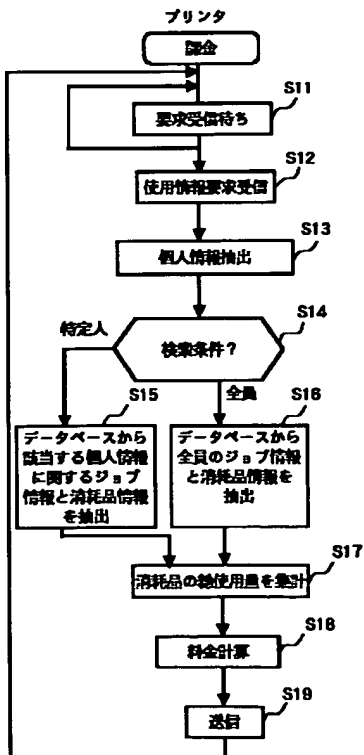 プリンタ
課金
S11
要求受信待ち
S12
使用情報要求受信
S13
個人情報抽出
S14
検索条件？
特定人
全員
S15
データベースから
該当する個人情報
に関するジョブ
情報と消耗品情報
を抽出
S16
データベースから
全員のジョブ情報
と消耗品情報を
抽出
S17
消耗品の総使用量を集計
S18
料金計算
S19
送信